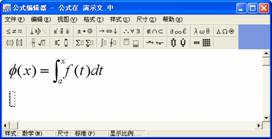 公式编辑器 - 公式在 演示文 中
文件(F) 编辑(E) 视图(V) 格式(T) 样式(S) 尺寸(Z) 帮助(H)
ϕ(x) = ∫ₐˣ f(t)dt
样式: 数学 尺寸: 标准 显示比例: